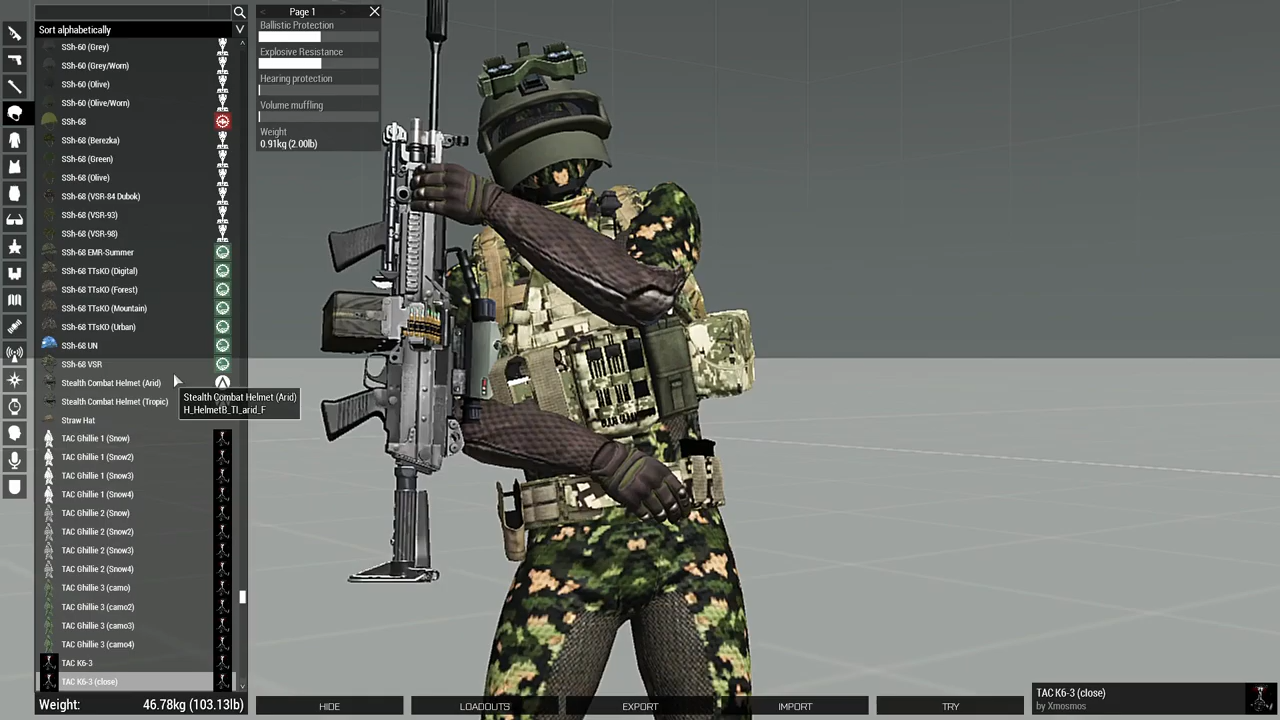 Sort alphabetically
SSh-60 (Grey)
SSh-60 (Grey/Worn)
SSh-60 (Olive)
SSh-60 (Olive/Worn)
SSh-68
SSh-68 (Berezka)
SSh-68 (Green)
SSh-68 (Olive)
SSh-68 (VSR-84 Dubok)
SSh-68 (VSR-93)
SSh-68 (VSR-98)
SSh-68 EMR-Summer
SSh-68 TTsKO (Digital)
SSh-68 TTsKO (Forest)
SSh-68 TTsKO (Mountain)
SSh-68 TTsKO (Urban)
SSh-68 UN
SSh-68 VSR
Stealth Combat Helmet (Arid)
Stealth Combat Helmet (Tropic)
Straw Hat
TAC Ghillie 1 (Snow)
TAC Ghillie 1 (Snow2)
TAC Ghillie 1 (Snow3)
TAC Ghillie 1 (Snow4)
TAC Ghillie 2 (Snow)
TAC Ghillie 2 (Snow2)
TAC Ghillie 2 (Snow3)
TAC Ghillie 2 (Snow4)
TAC Ghillie 3 (camo)
TAC Ghillie 3 (camo2)
TAC Ghillie 3 (camo3)
TAC Ghillie 3 (camo4)
TAC K6-3
TAC K6-3 (close)
Weight: 46.78kg (103.13lb)
< Page 1 >
Ballistic Protection
Explosive Resistance
Hearing protection
Volume muffling
Weight
0.91kg (2.00lb)
Stealth Combat Helmet (Arid)
H_HelmetB_TI_arid_F
HIDE
LOADOUTS
EXPORT
IMPORT
TRY
TAC K6-3 (close)
by Xmosmos